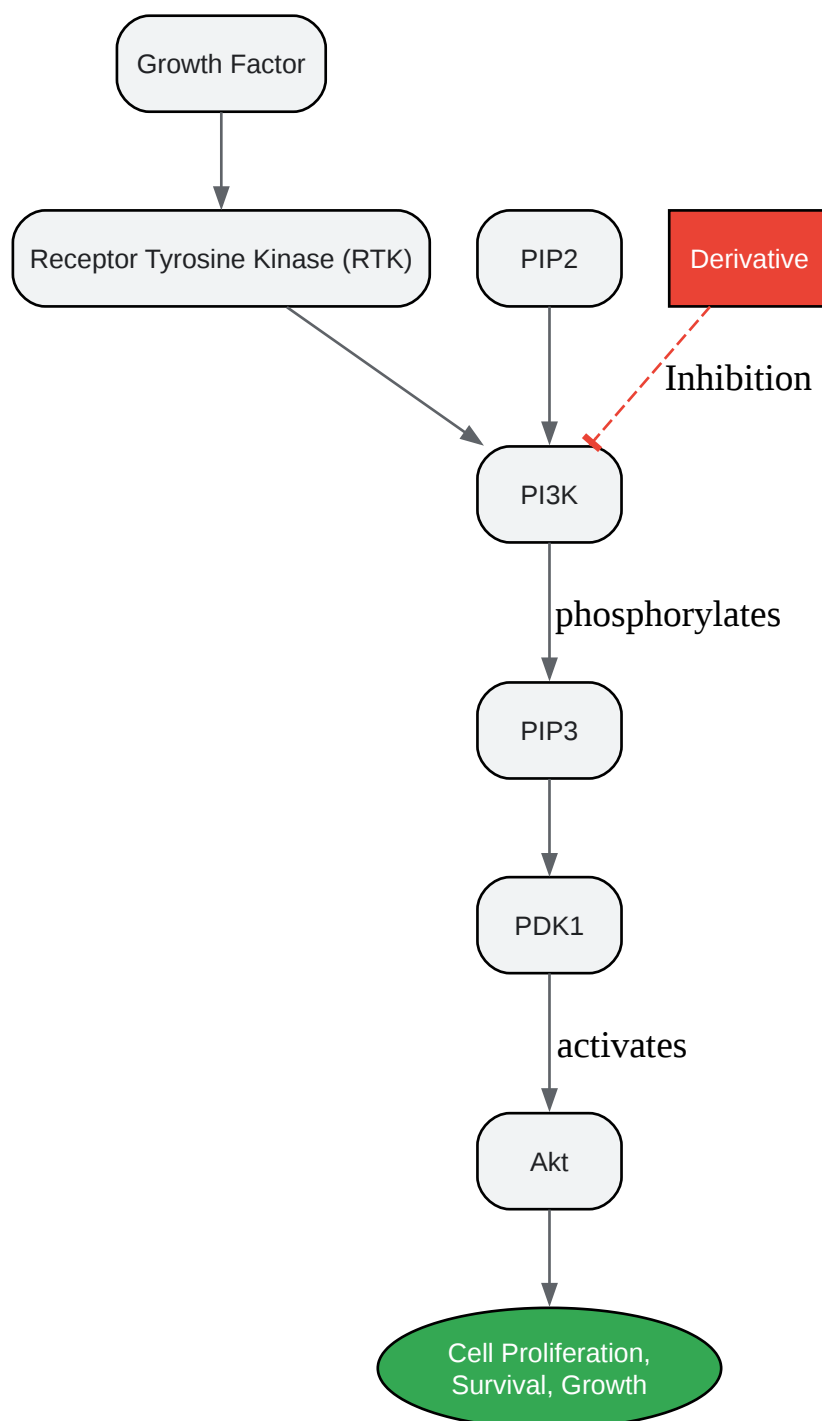 Growth Factor
Receptor Tyrosine Kinase (RTK)
PIP2
Derivative
Inhibition
PI3K
phosphorylates
PIP3
PDK1
activates
Akt
Cell Proliferation,
Survival, Growth